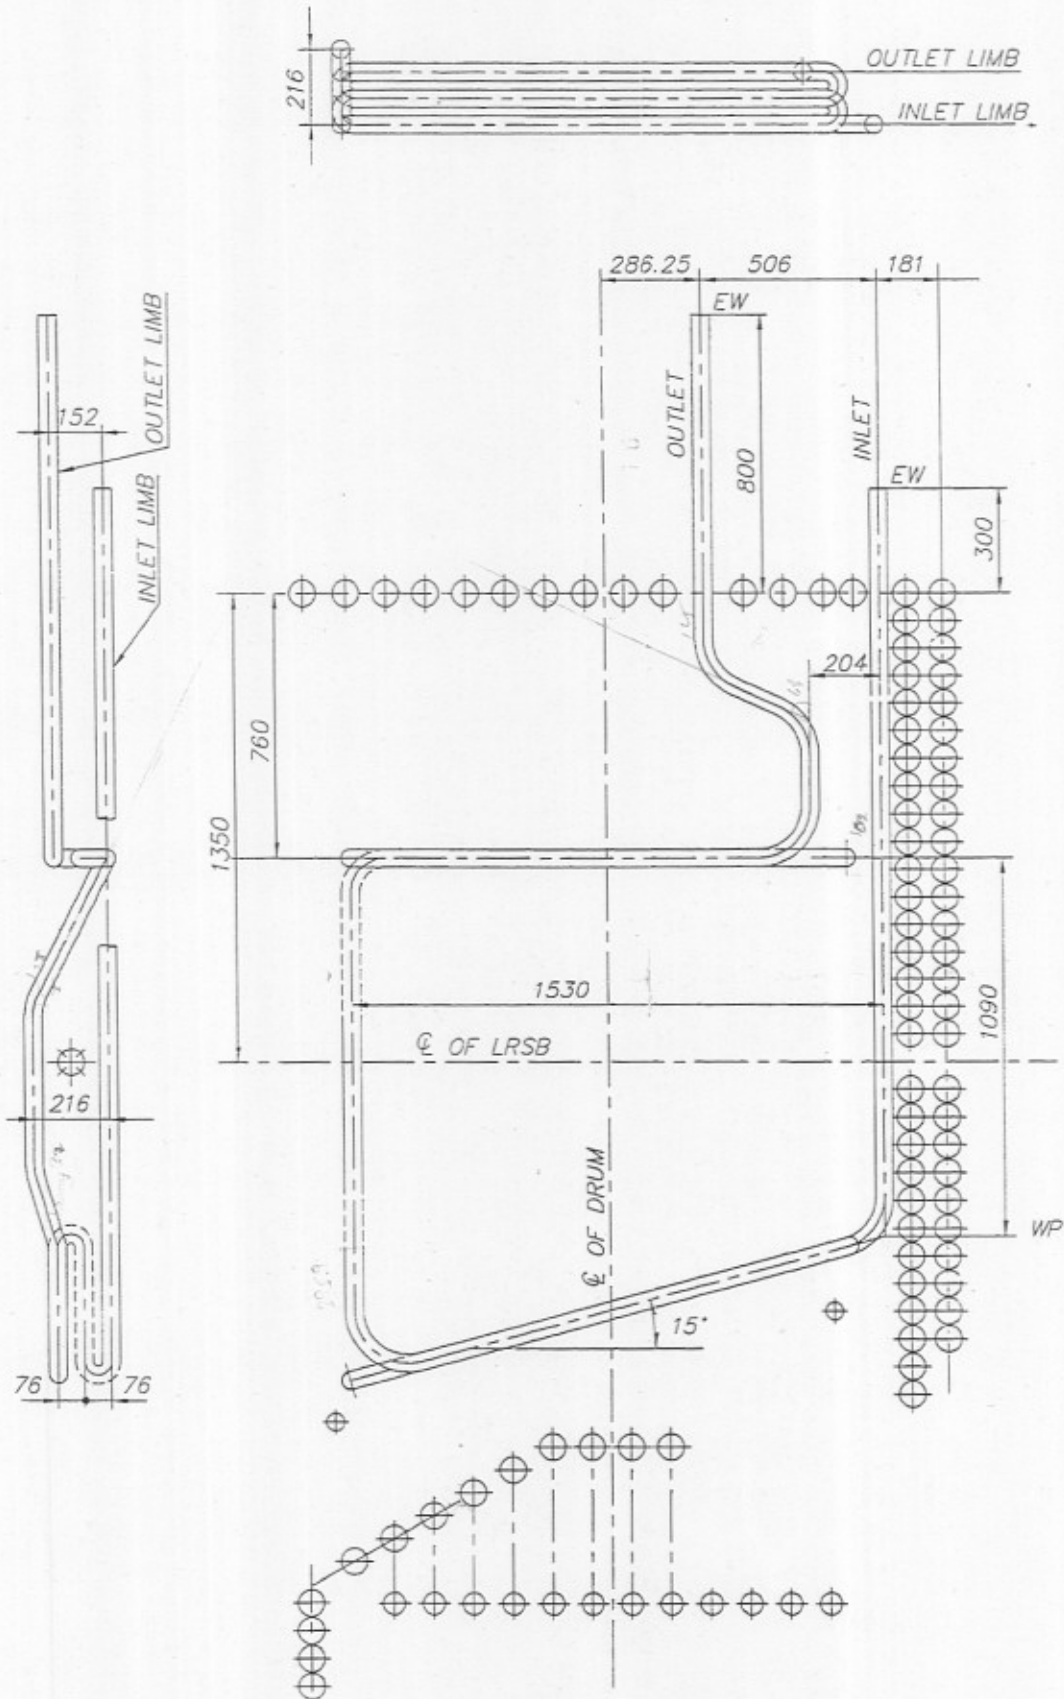 OUTLET LIMB
216
INLET LIMB
286.25
506
181
EW
OUTLET LIMB
152
OUTLET
INLET
800
EW
INLET LIMB
300
204
760
1350
1530
1090
℄ OF LRSB
216
℄ OF DRUM
WP
15°
76
76